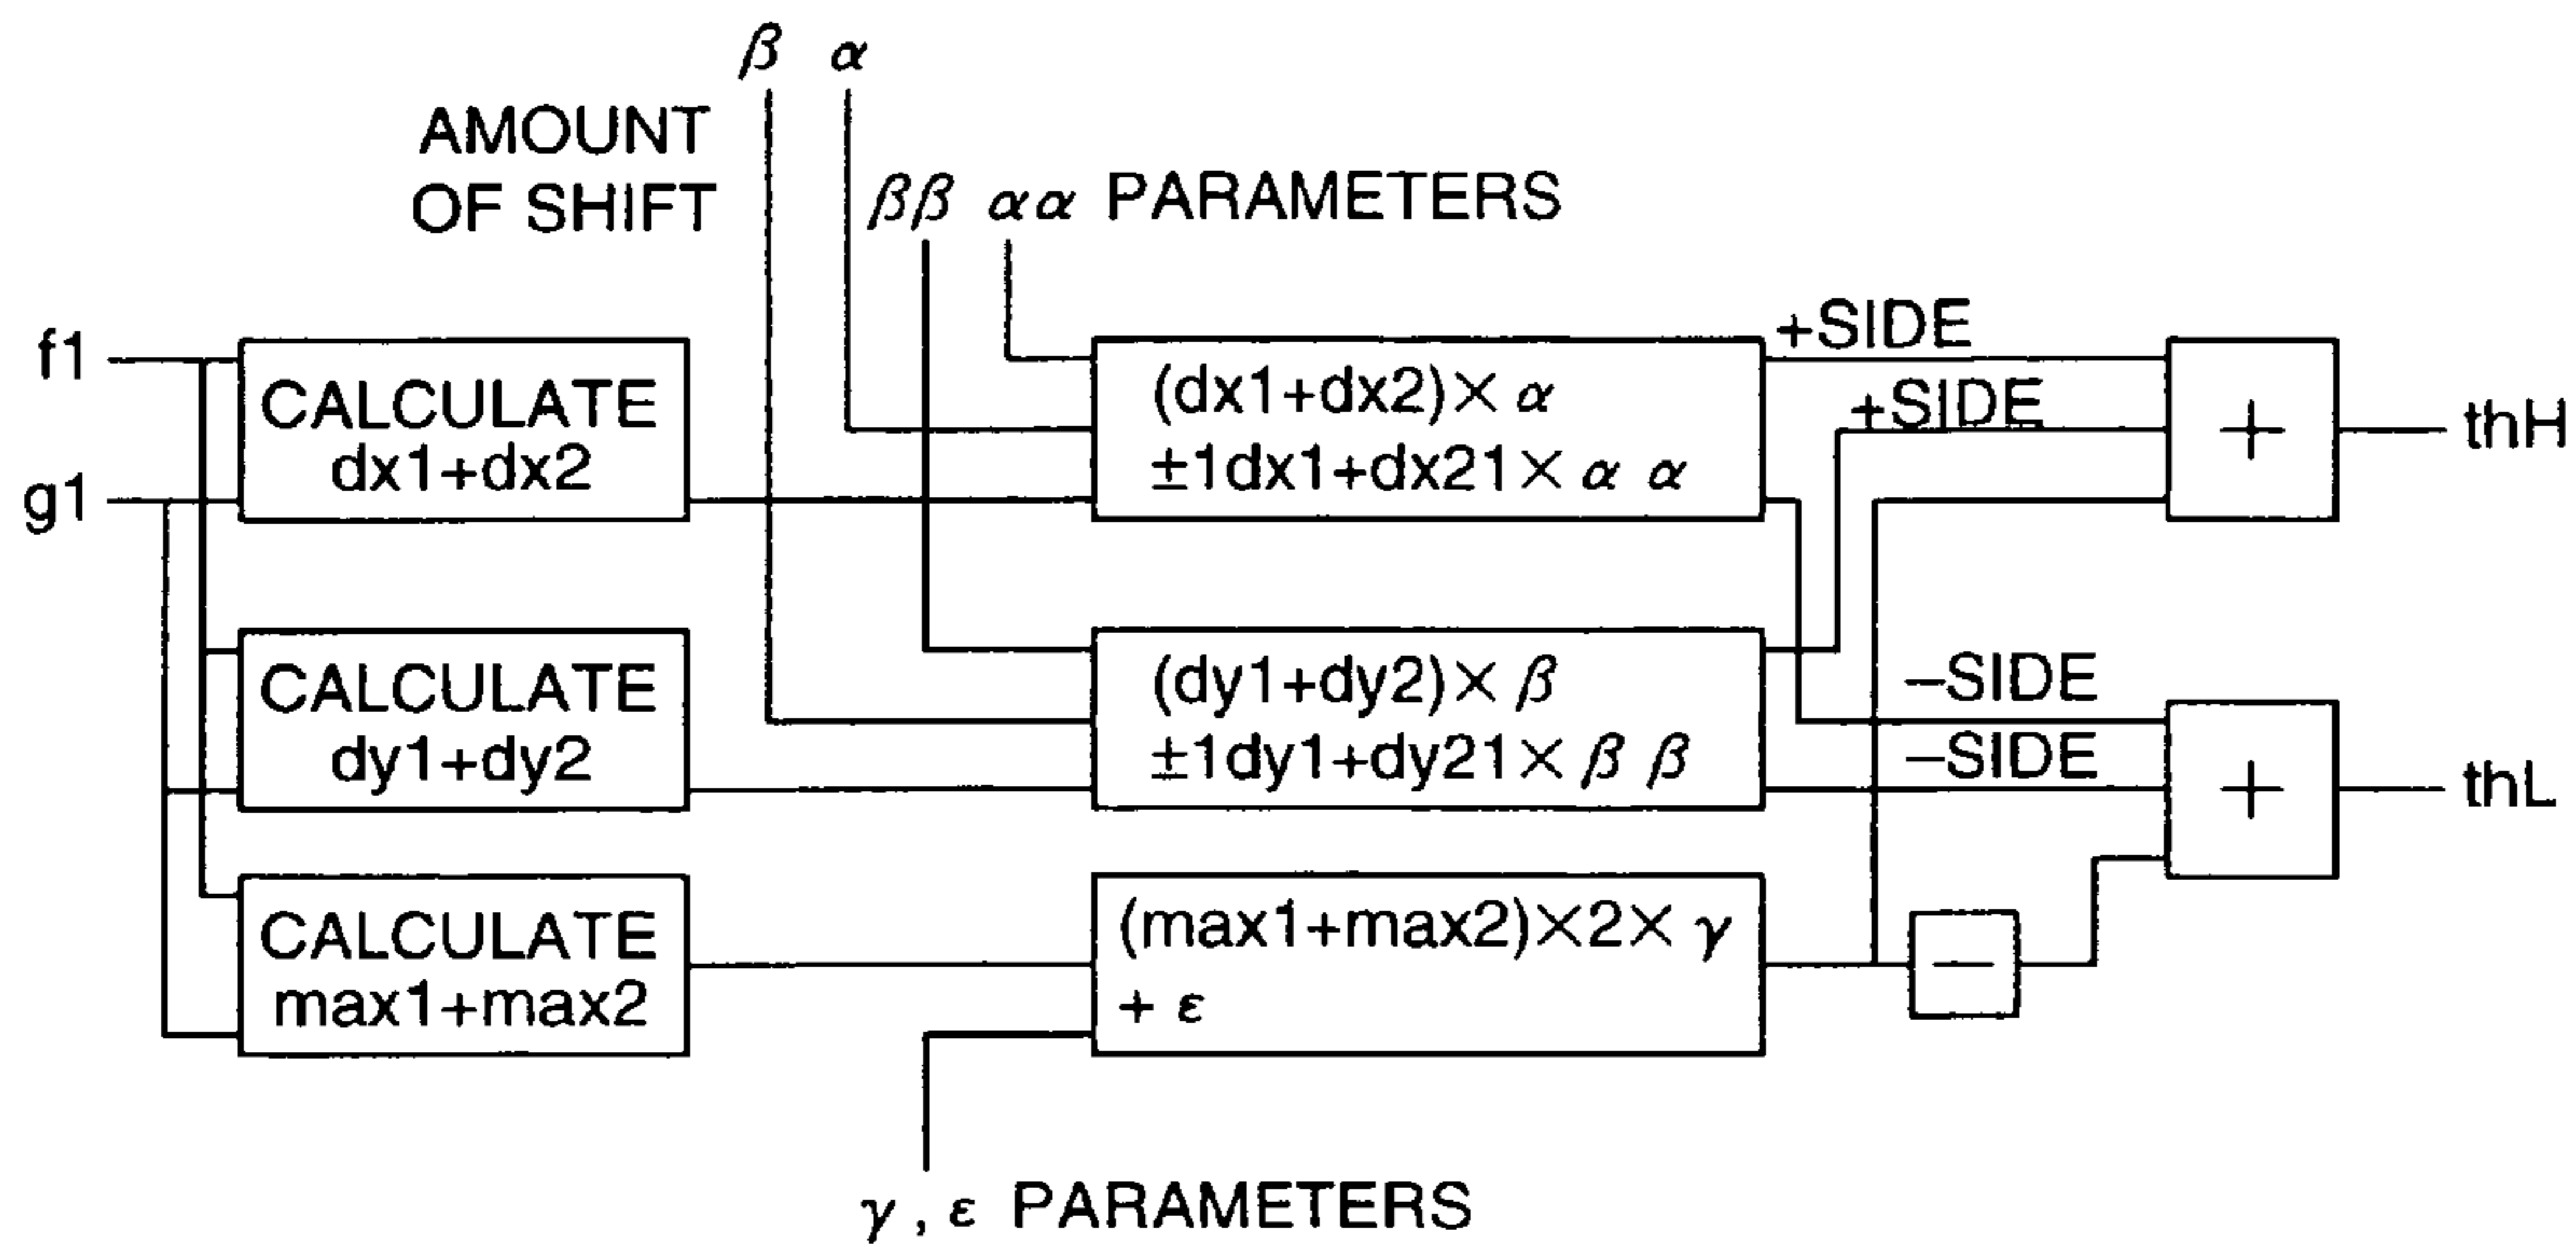 β α
AMOUNT
OF SHIFT
ββ αα PARAMETERS
f1
g1
CALCULATE
dx1+dx2
(dx1+dx2)× α
±1dx1+dx21× α α
+SIDE
+SIDE
+
thH
CALCULATE
dy1+dy2
(dy1+dy2)× β
±1dy1+dy21× β β
−SIDE
−SIDE
+
thL
CALCULATE
max1+max2
(max1+max2)×2× γ
+ ε
−
γ , ε PARAMETERS